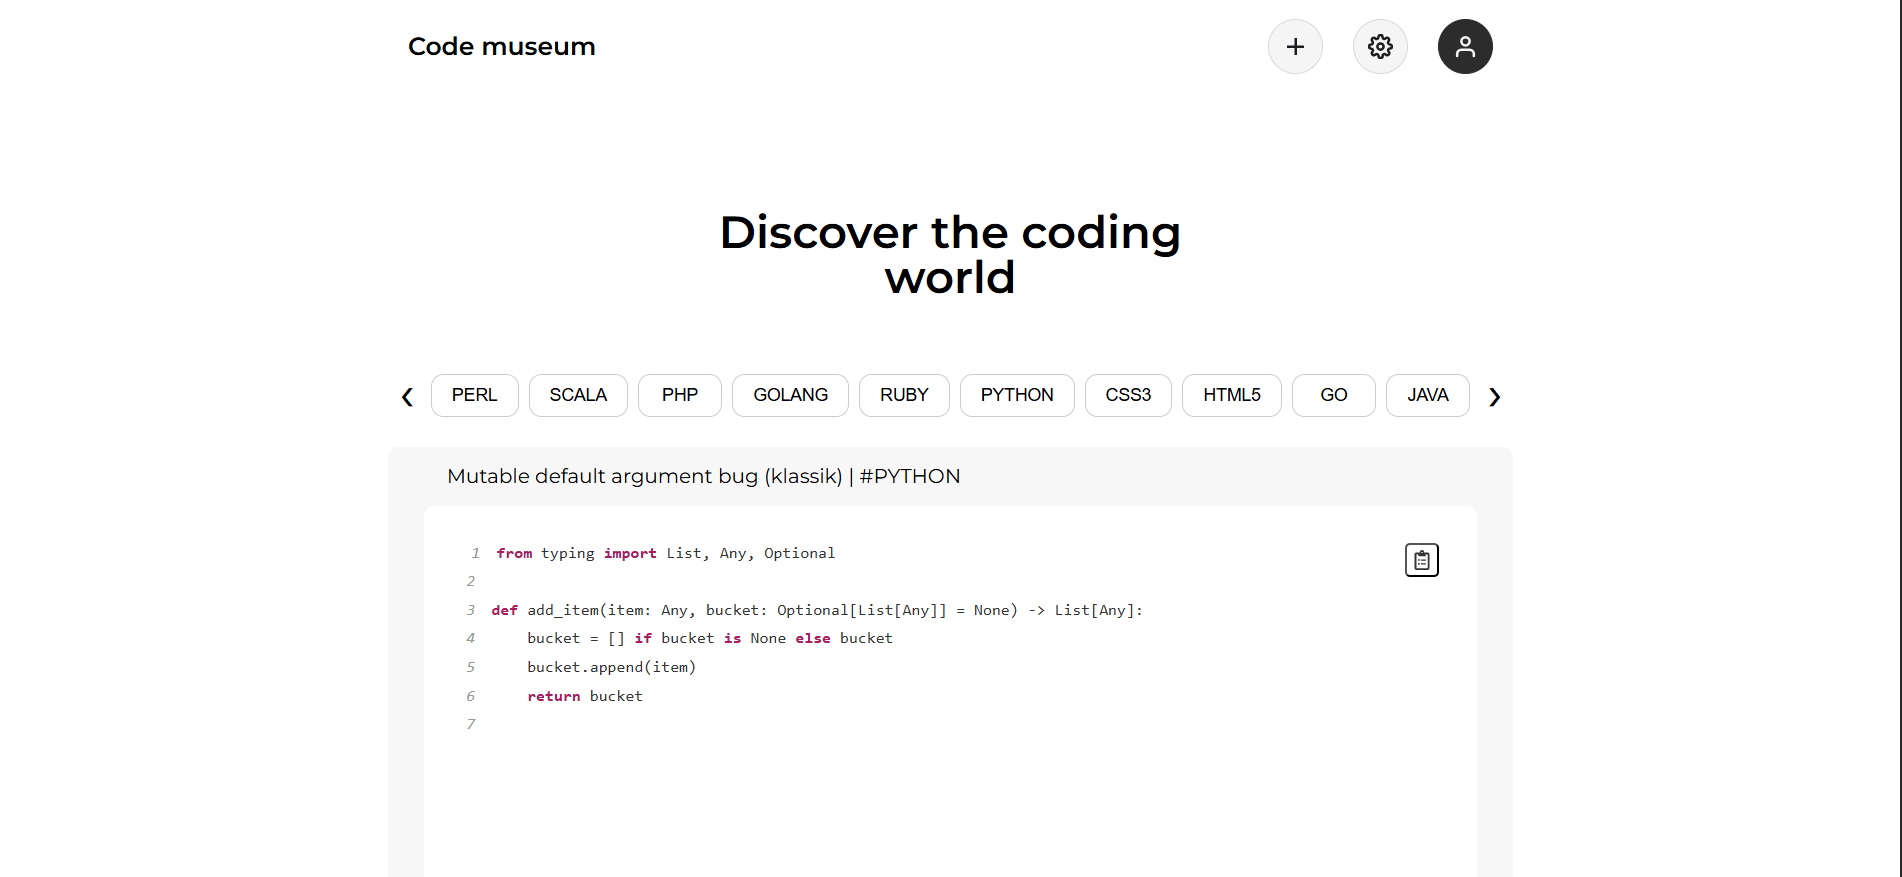 Code museum
Discover the coding
world
❮ PERL SCALA PHP GOLANG RUBY PYTHON CSS3 HTML5 GO JAVA ❯
Mutable default argument bug (klassik) | #PYTHON
1 from typing import List, Any, Optional
2
3 def add_item(item: Any, bucket: Optional[List[Any]] = None) -> List[Any]:
4     bucket = [] if bucket is None else bucket
5     bucket.append(item)
6     return bucket
7